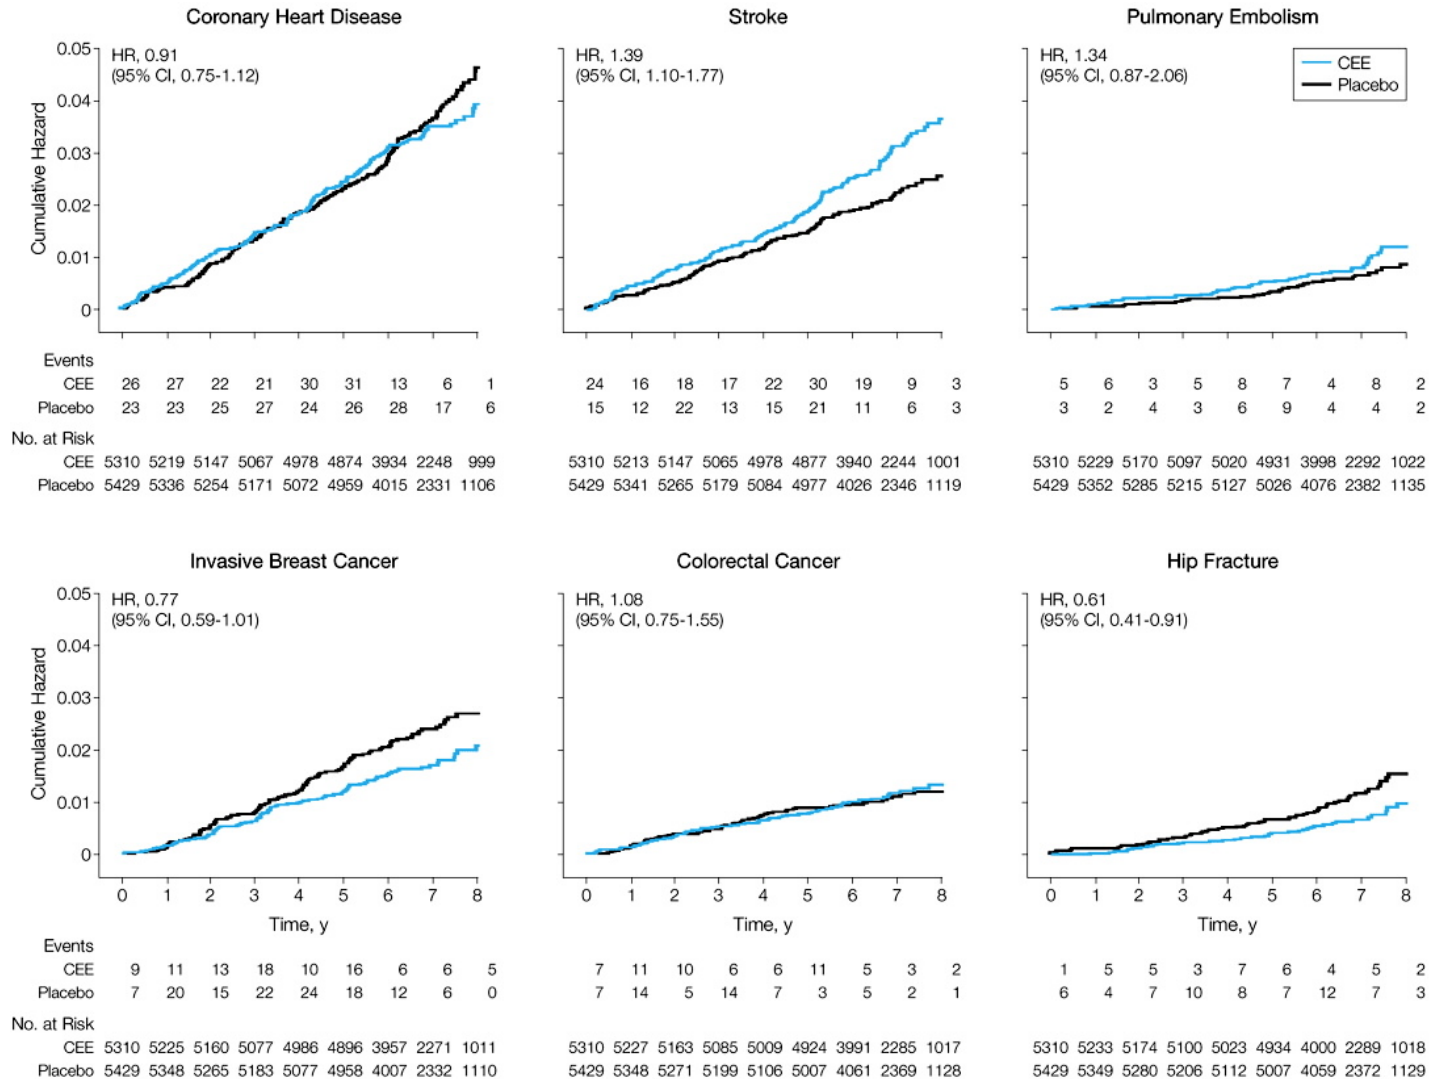 Coronary Heart Disease
Stroke
Pulmonary Embolism
HR, 0.91
(95% CI, 0.75-1.12)
HR, 1.39
(95% CI, 1.10-1.77)
HR, 1.34
(95% CI, 0.87-2.06)
CEE
Placebo
Cumulative Hazard
0.05
0.04
0.03
0.02
0.01
0
Events
CEE 26 27 22 21 30 31 13 6 1 24 16 18 17 22 30 19 9 3 5 6 3 5 8 7 4 8 2
Placebo 23 23 25 27 24 26 28 17 6 15 12 22 13 15 21 11 6 3 3 2 4 3 6 9 4 4 2
No. at Risk
CEE 5310 5219 5147 5067 4978 4874 3934 2248 999 5310 5213 5147 5065 4978 4877 3940 2244 1001 5310 5229 5170 5097 5020 4931 3998 2292 1022
Placebo 5429 5336 5254 5171 5072 4959 4015 2331 1106 5429 5341 5265 5179 5084 4977 4026 2346 1119 5429 5352 5285 5215 5127 5026 4076 2382 1135
Invasive Breast Cancer
Colorectal Cancer
Hip Fracture
HR, 0.77
(95% CI, 0.59-1.01)
HR, 1.08
(95% CI, 0.75-1.55)
HR, 0.61
(95% CI, 0.41-0.91)
Cumulative Hazard
0.05
0.04
0.03
0.02
0.01
0
0 1 2 3 4 5 6 7 8
0 1 2 3 4 5 6 7 8
0 1 2 3 4 5 6 7 8
Time, y
Time, y
Time, y
Events
CEE 9 11 13 18 10 16 6 6 5 7 11 10 6 6 11 5 3 2 1 5 5 3 7 6 4 5 2
Placebo 7 20 15 22 24 18 12 6 0 7 14 5 14 7 3 5 2 1 6 4 7 10 8 7 12 7 3
No. at Risk
CEE 5310 5225 5160 5077 4986 4896 3957 2271 1011 5310 5227 5163 5085 5009 4924 3991 2285 1017 5310 5233 5174 5100 5023 4934 4000 2289 1018
Placebo 5429 5348 5265 5183 5077 4958 4007 2332 1110 5429 5348 5271 5199 5106 5007 4061 2369 1128 5429 5349 5280 5206 5112 5007 4059 2372 1129